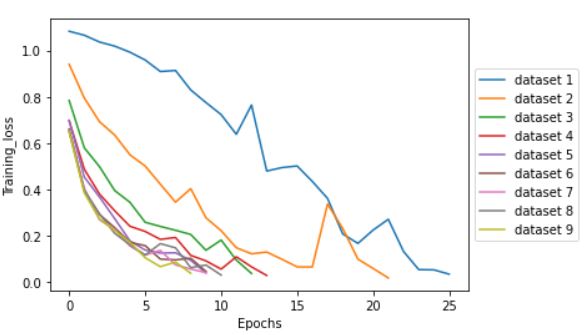 Training_loss
1.0
0.8
0.6
0.4
0.2
0.0
0
5
10
15
20
25
Epochs
dataset 1
dataset 2
dataset 3
dataset 4
dataset 5
dataset 6
dataset 7
dataset 8
dataset 9